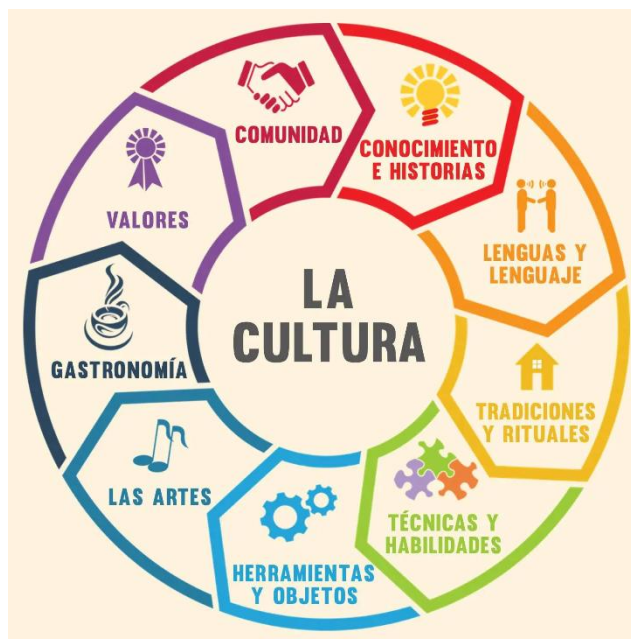 LA
CULTURA
COMUNIDAD
CONOCIMIENTO
E HISTORIAS
LENGUAS Y
LENGUAJE
TRADICIONES
Y RITUALES
TÉCNICAS Y
HABILIDADES
HERRAMIENTAS
Y OBJETOS
LAS ARTES
GASTRONOMÍA
VALORES